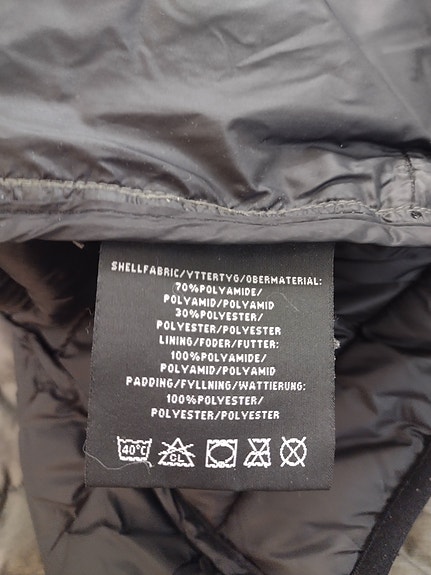 SHELLFABRIC/YTTERTYG/OBERMATERIAL:
70%POLYAMIDE/
POLYAMID/POLYAMID
30%POLYESTER/
POLYESTER/POLYESTER
LINING/FODER/FUTTER:
100%POLYAMIDE/
POLYAMID/POLYAMID
PADDING/FYLLNING/WATTIERUNG:
100%POLYESTER/
POLYESTER/POLYESTER
40°C CL